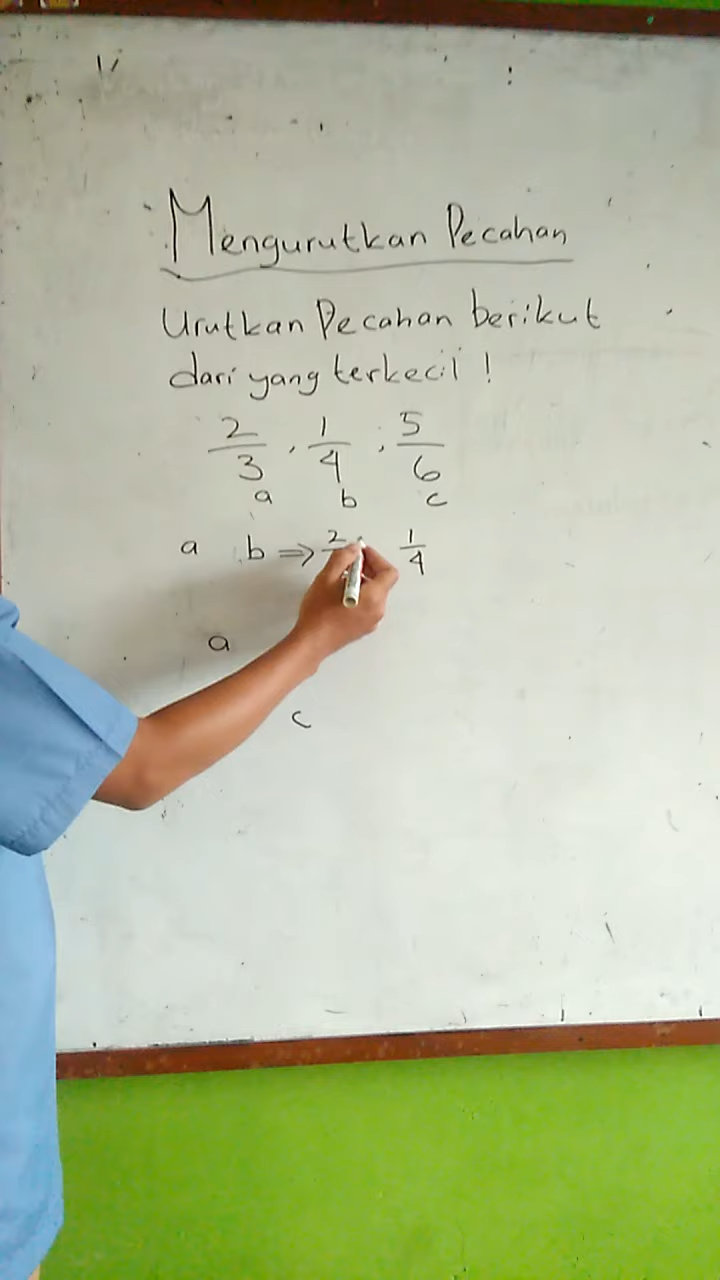 Mengurutkan Pecahan
Urutkan Pecahan berikut
dari yang terkecil !
2/3 , 1/4 , 5/6
a b c
a b ⇒ 2 1/4
a
c